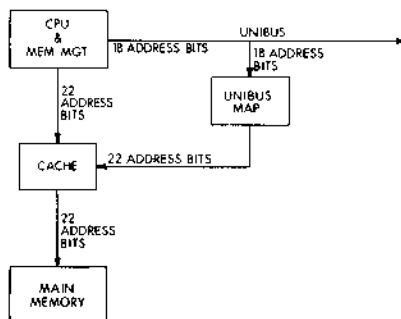 CPU
&
MEM MGT
UNIBUS
18 ADDRESS BITS
18 ADDRESS
BITS
22
ADDRESS
BITS
UNIBUS
MAP
CACHE
22 ADDRESS BITS
22
ADDRESS
BITS
MAIN
MEMORY